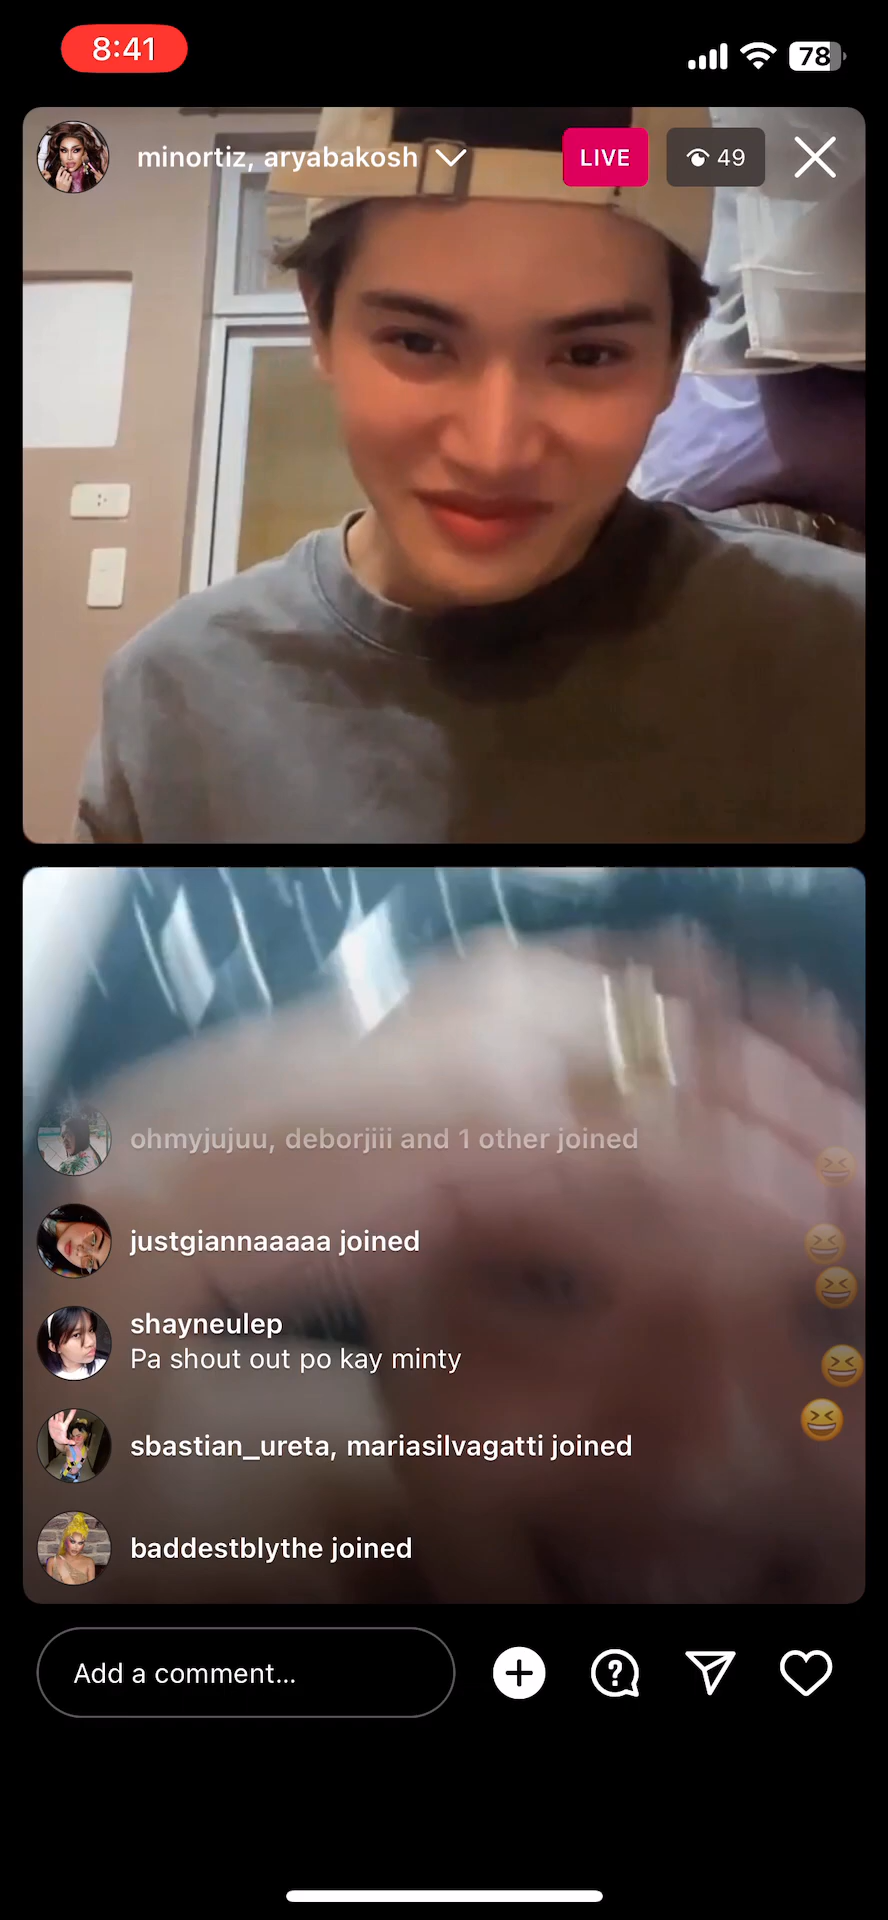 8:41
78
minortiz, aryabakosh
LIVE
49
ohmyjujuu, deborjiii and 1 other joined
justgiannaaaaa joined
shayneulep
Pa shout out po kay minty
sbastian_ureta, mariasilvagatti joined
baddestblythe joined
Add a comment...